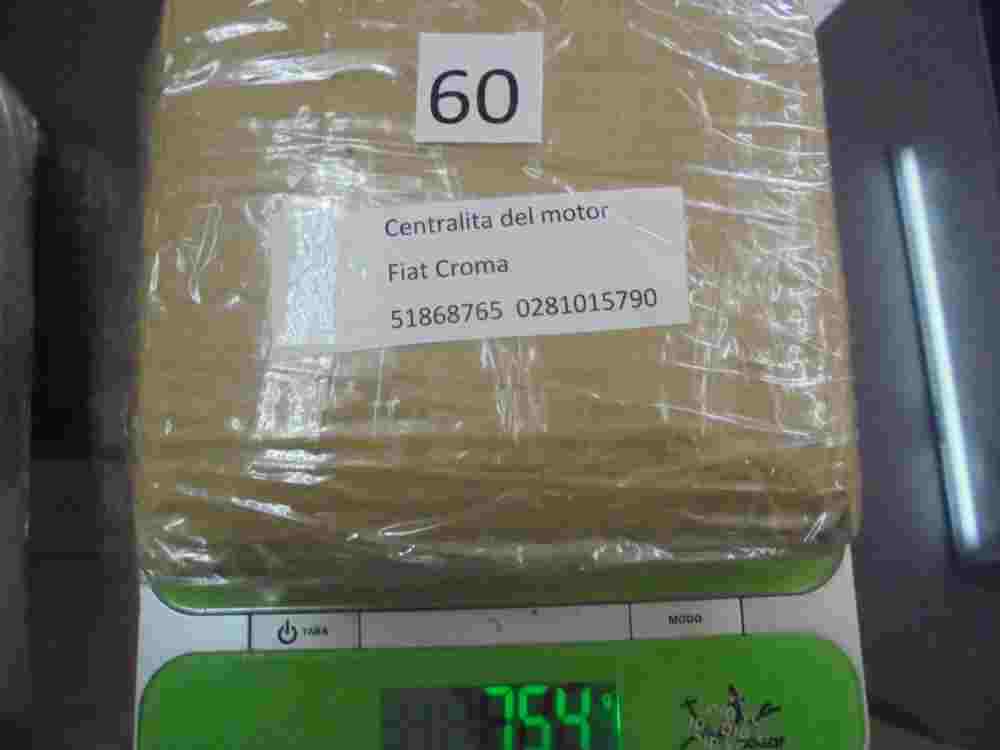 60
Centralita del motor
Fiat Croma
51868765 0281015790
TARA
MODO
754